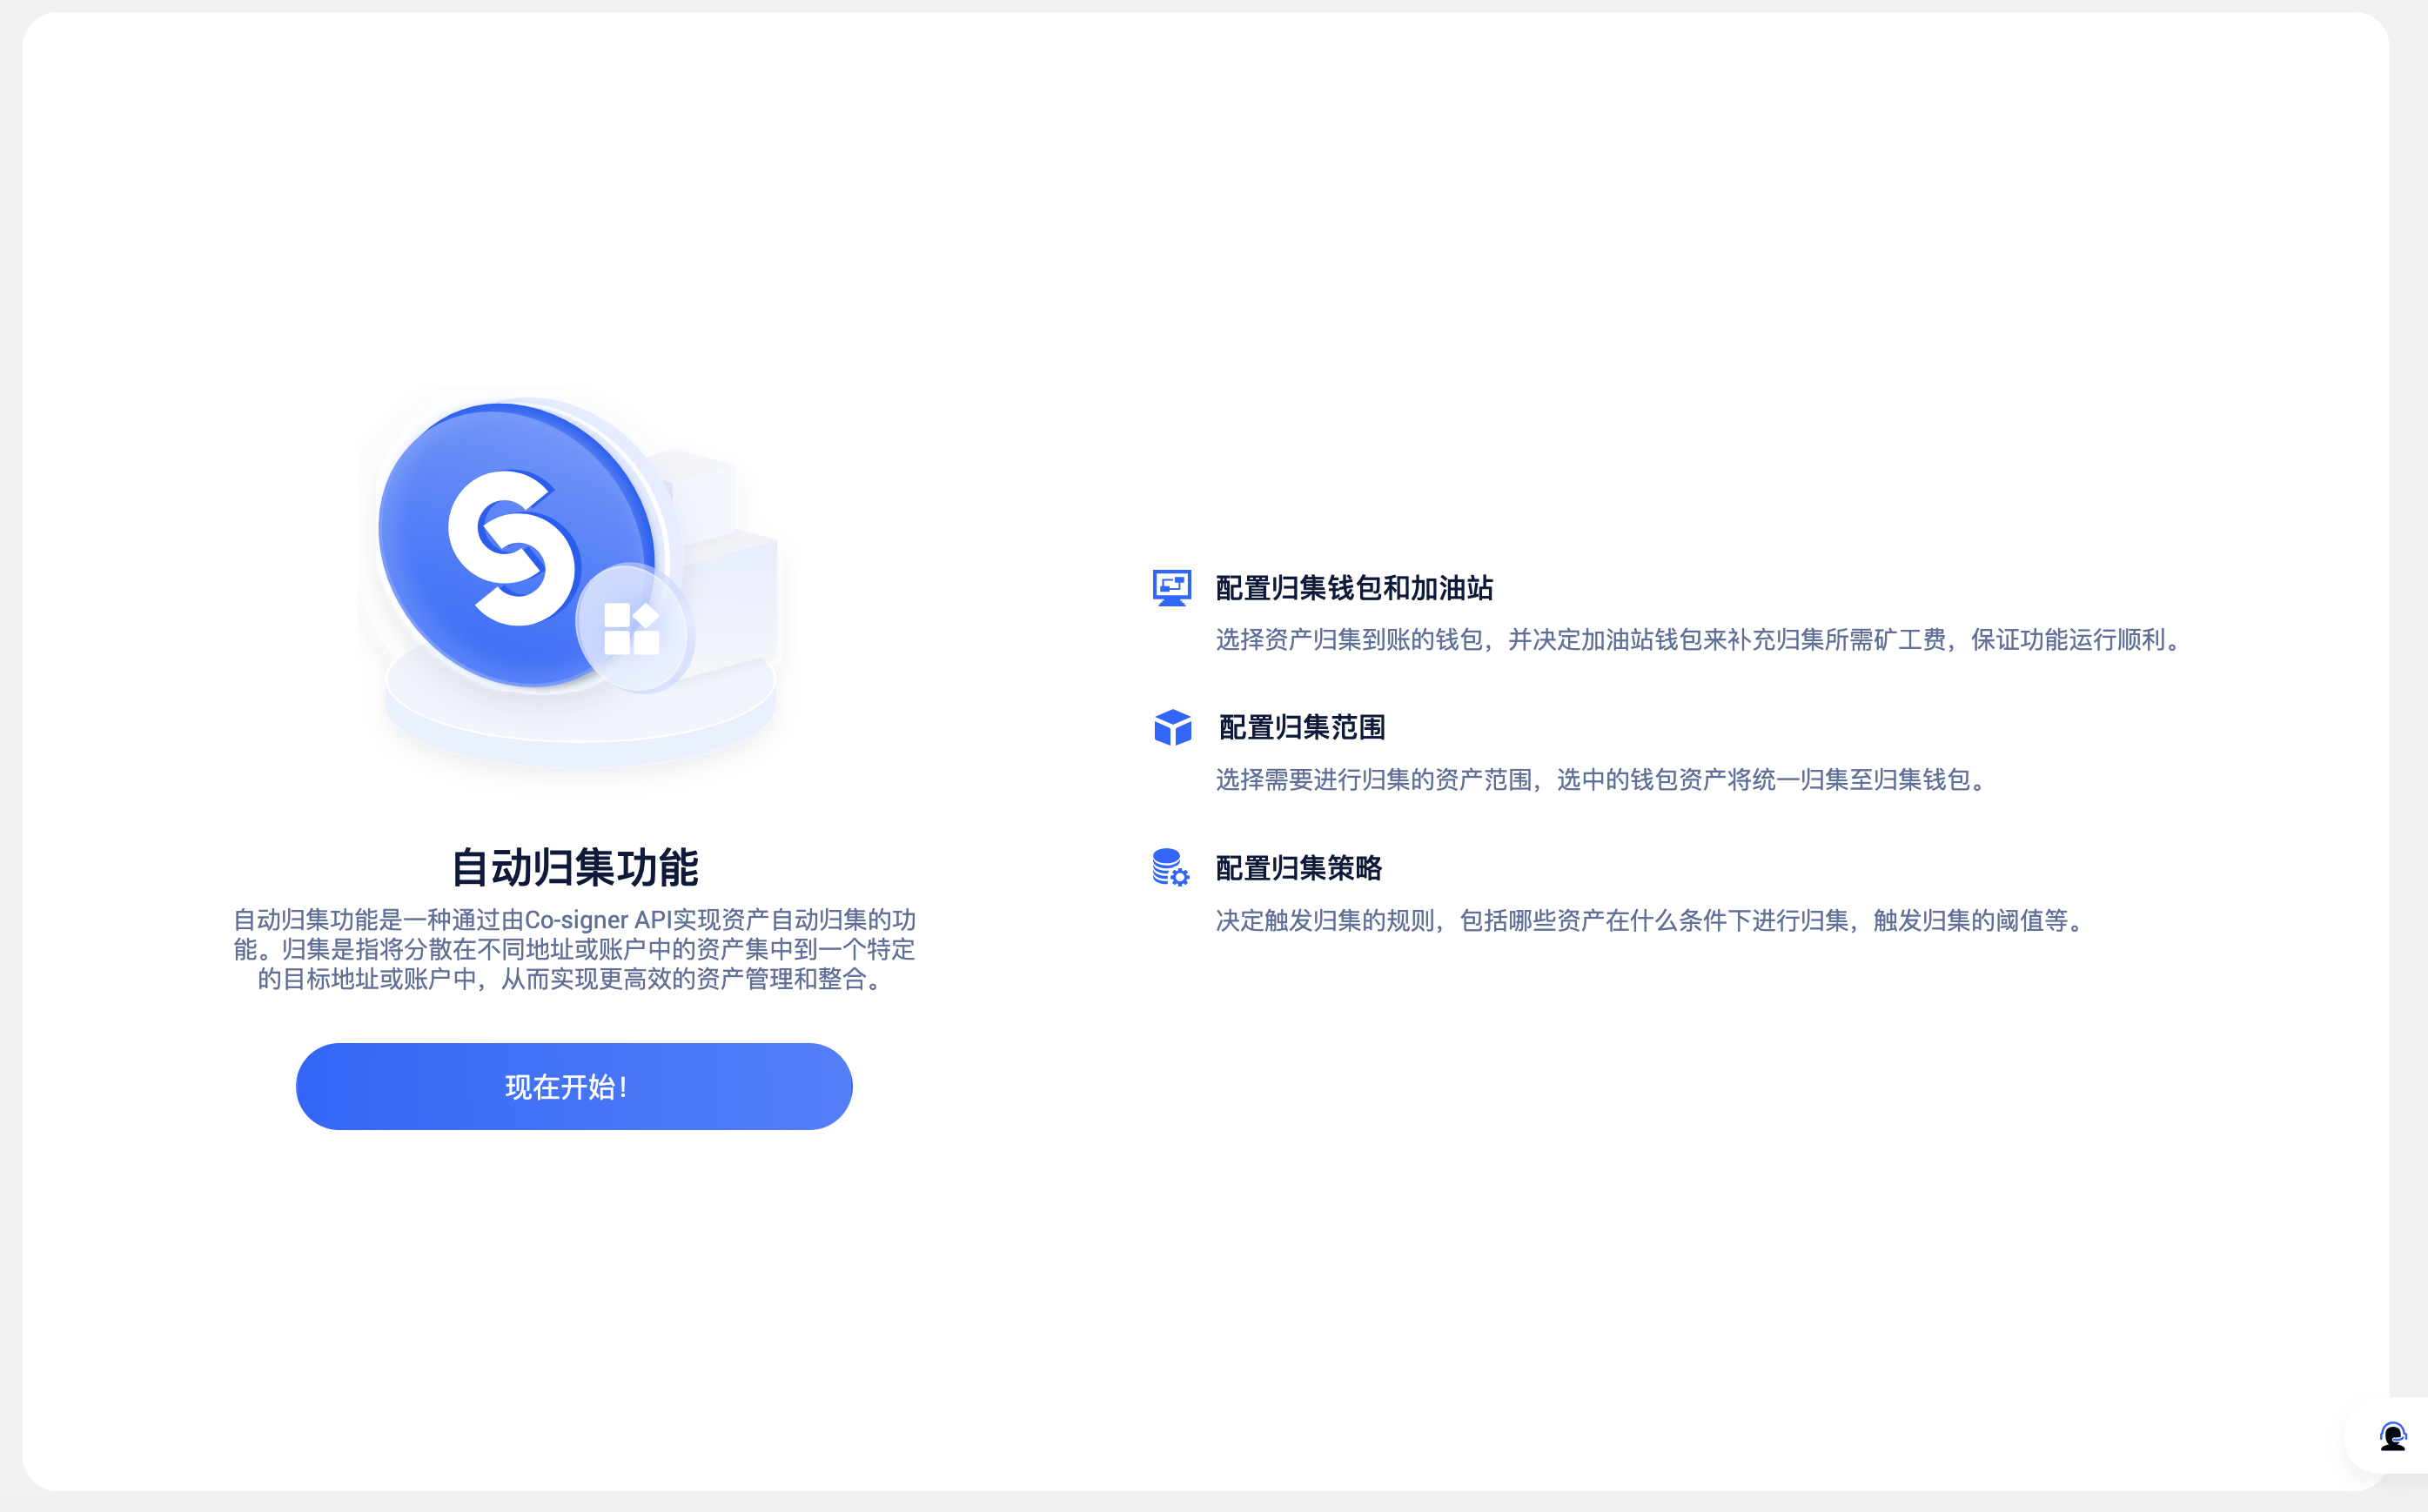 自动归集功能
自动归集功能是一种通过由Co-signer API实现资产自动归集的功
能。归集是指将分散在不同地址或账户中的资产集中到一个特定
的目标地址或账户中，从而实现更高效的资产管理和整合。
现在开始！
配置归集钱包和加油站
选择资产归集到账的钱包，并决定加油站钱包来补充归集所需矿工费，保证功能运行顺利。
配置归集范围
选择需要进行归集的资产范围，选中的钱包资产将统一归集至归集钱包。
配置归集策略
决定触发归集的规则，包括哪些资产在什么条件下进行归集，触发归集的阈值等。